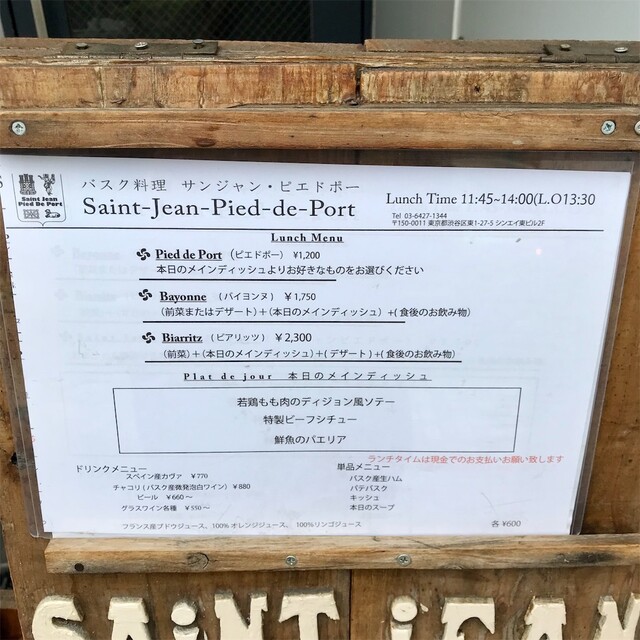 Saint Jean
Pied De Port
バスク料理 サンジャン・ピエドポー
Saint-Jean-Pied-de-Port
Lunch Time 11:45~14:00(L.O13:30
Tel 03-6427-1344
〒150-0011 東京都渋谷区東1-27-5 シンエイ東ビル2F
Lunch Menu
Pied de Port (ピエドポー) ¥1,200
本日のメインディッシュよりお好きなものをお選びください
Bayonne (バイヨンヌ) ¥1,750
(前菜またはデザート)+(本日のメインディッシュ) +( 食後のお飲み物)
Biarritz (ビアリッツ) ¥2,300
(前菜)+(本日のメインディッシュ)+( デザート ) +( 食後のお飲み物)
Plat de jour 本日のメインディッシュ
若鶏もも肉のディジョン風ソテー
特製ビーフシチュー
鮮魚のパエリア
ランチタイムは現金でのお支払いお願い致します
ドリンクメニュー
スペイン産カヴァ ¥770
チャコリ(バスク産微発泡白ワイン) ¥880
ビール ¥660～
グラスワイン各種 ¥550～
単品メニュー
バスク産生ハム
パテバスク
キッシュ
本日のスープ
フランス産ブドウジュース、100% オレンジジュース、 100%リンゴジュース 各 ¥600
SAiNT JEAN